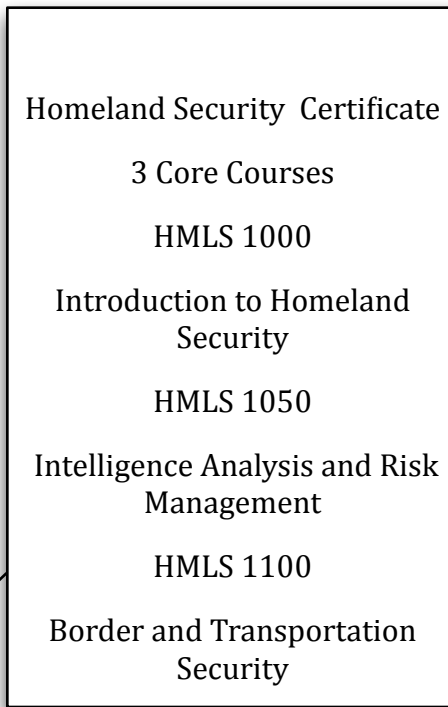 Homeland Security  Certificate
3 Core Courses
HMLS 1000
Introduction to Homeland
Security
HMLS 1050
Intelligence Analysis and Risk
Management
HMLS 1100
Border and Transportation
Security